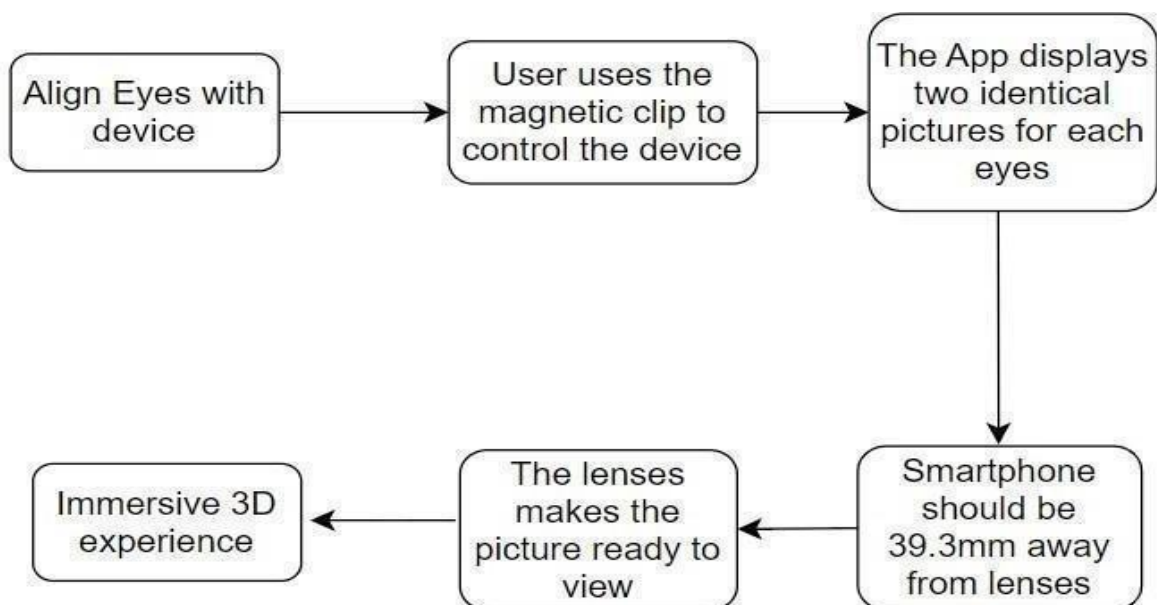 Align Eyes with
device
User uses the
magnetic clip to
control the device
The App displays
two identical
pictures for each
eyes
Smartphone
should be
39.3mm away
from lenses
The lenses
makes the
picture ready to
view
Immersive 3D
experience